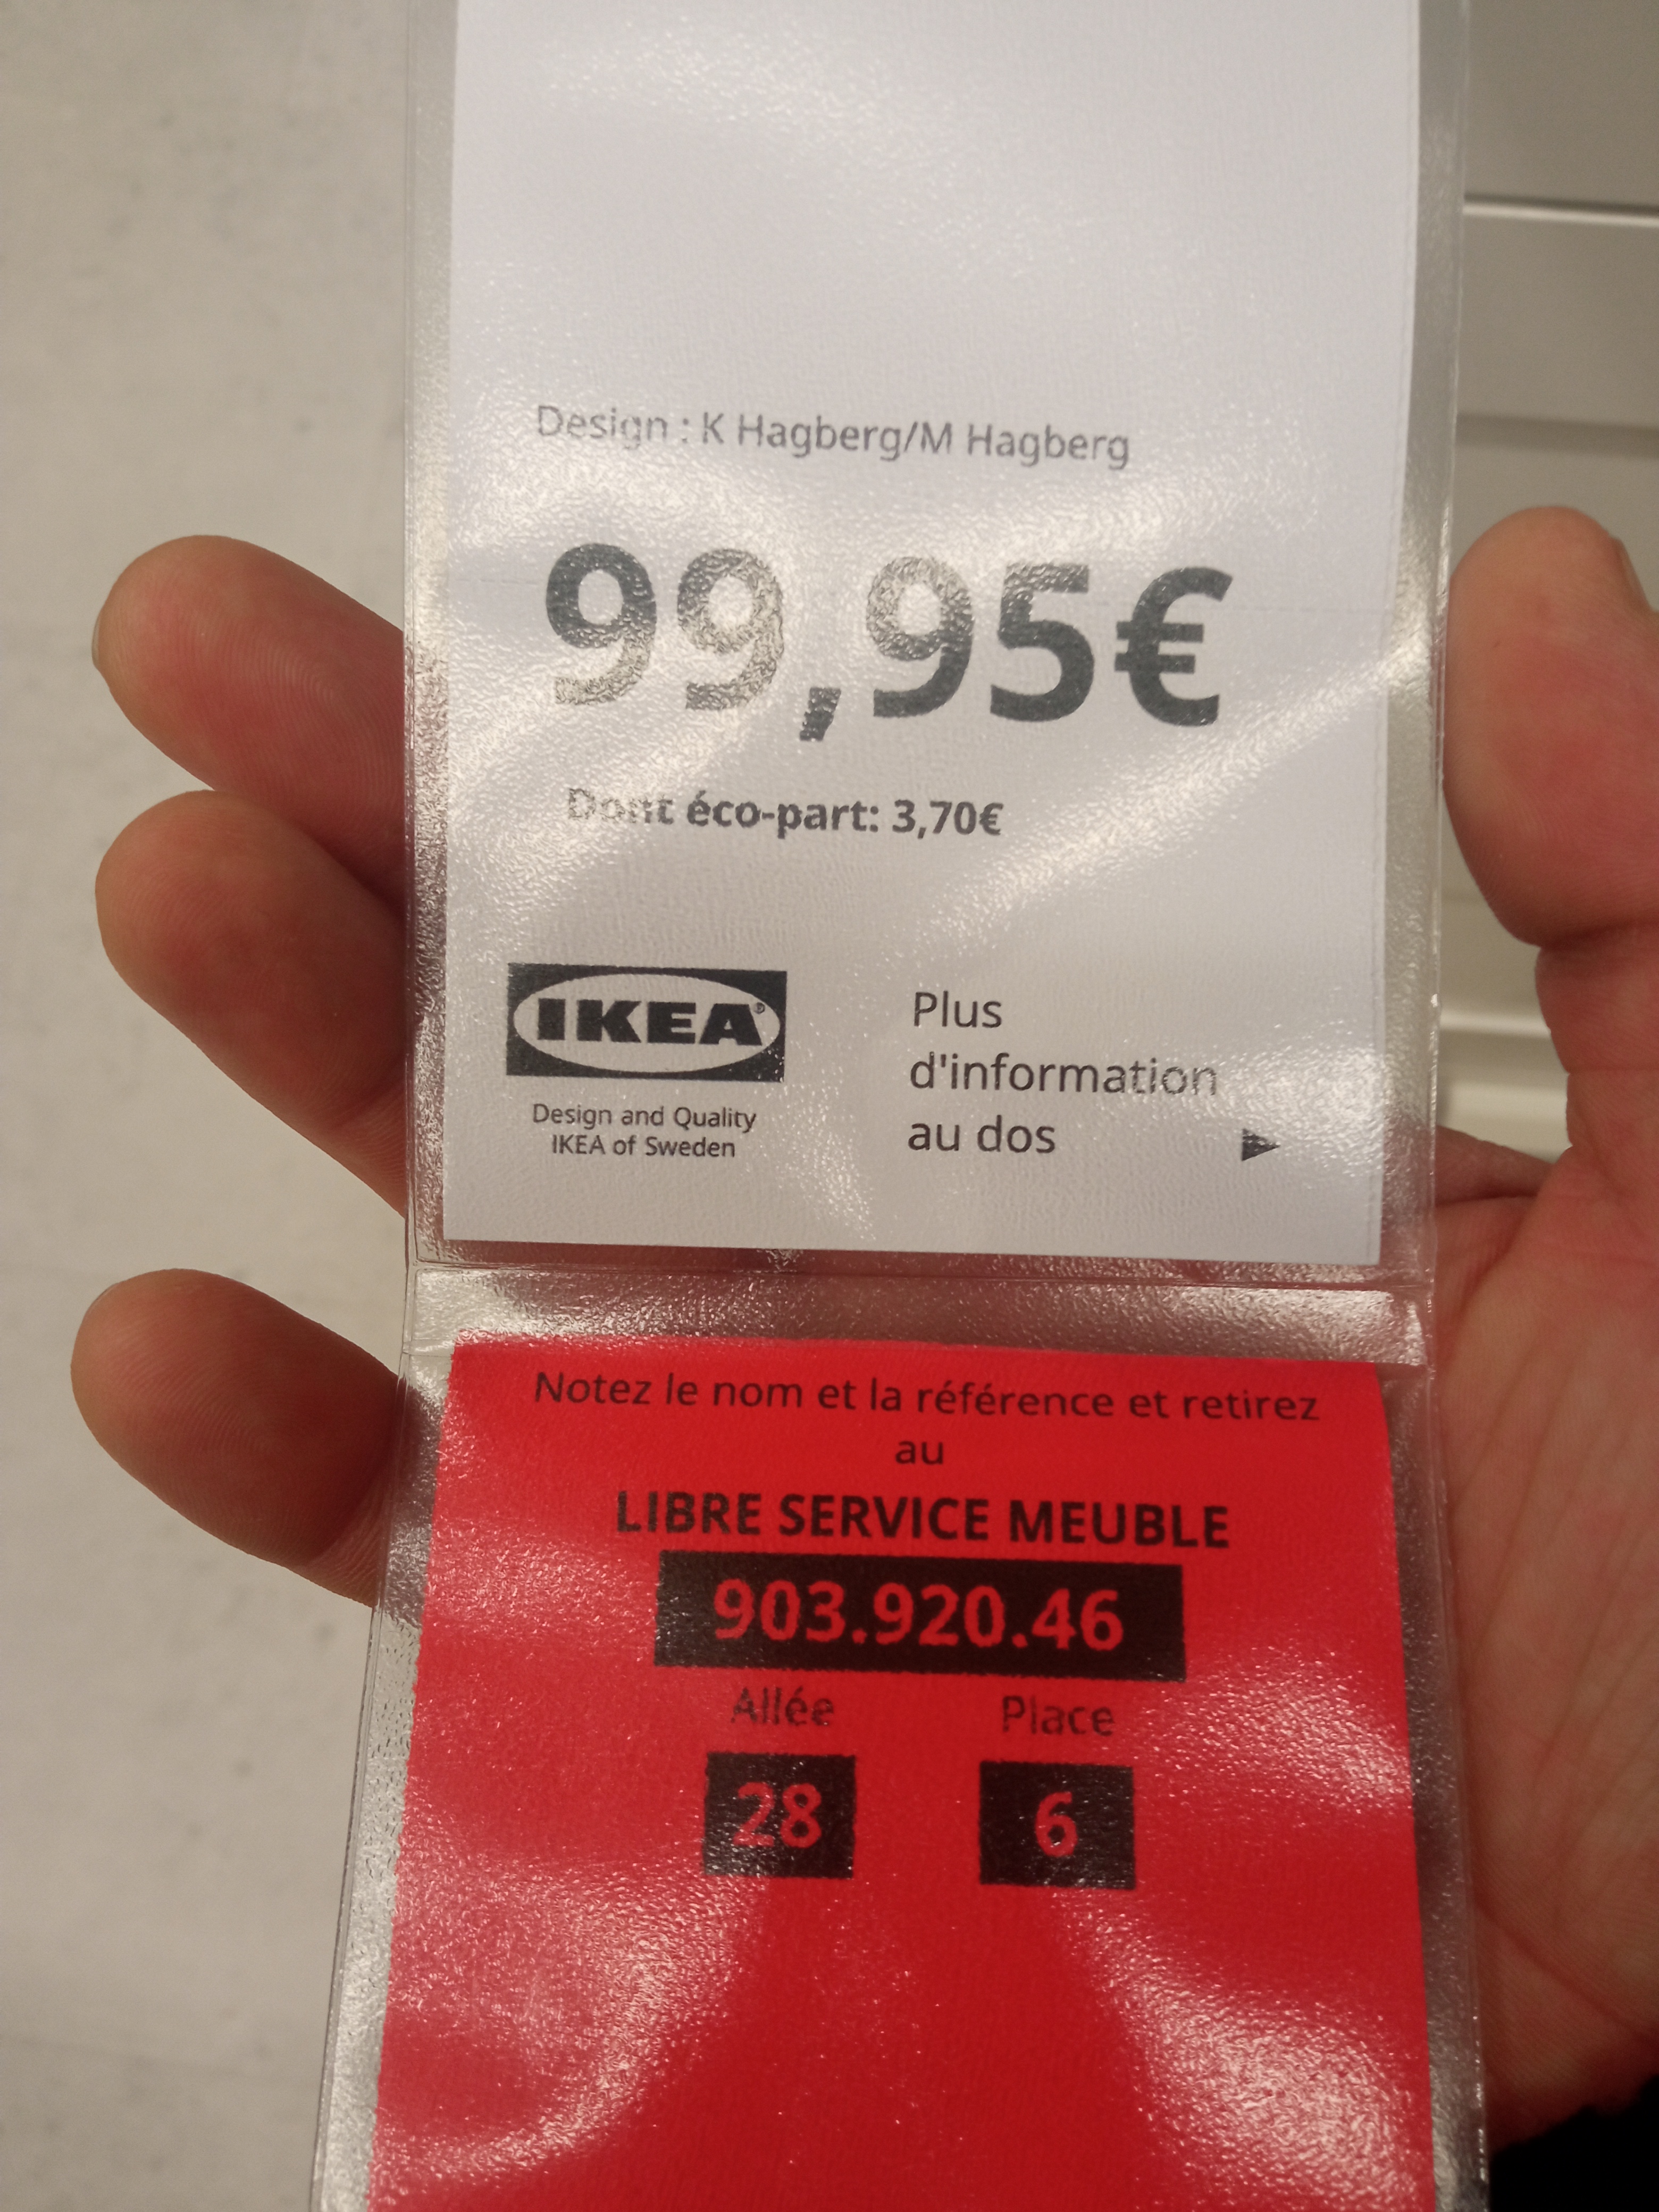 Design : K Hagberg/M Hagberg
99,95€
Dont éco-part: 3,70€
IKEA®
Design and Quality
IKEA of Sweden
Plus
d'information
au dos
Notez le nom et la référence et retirez
au
LIBRE SERVICE MEUBLE
903.920.46
Allée Place
28 6